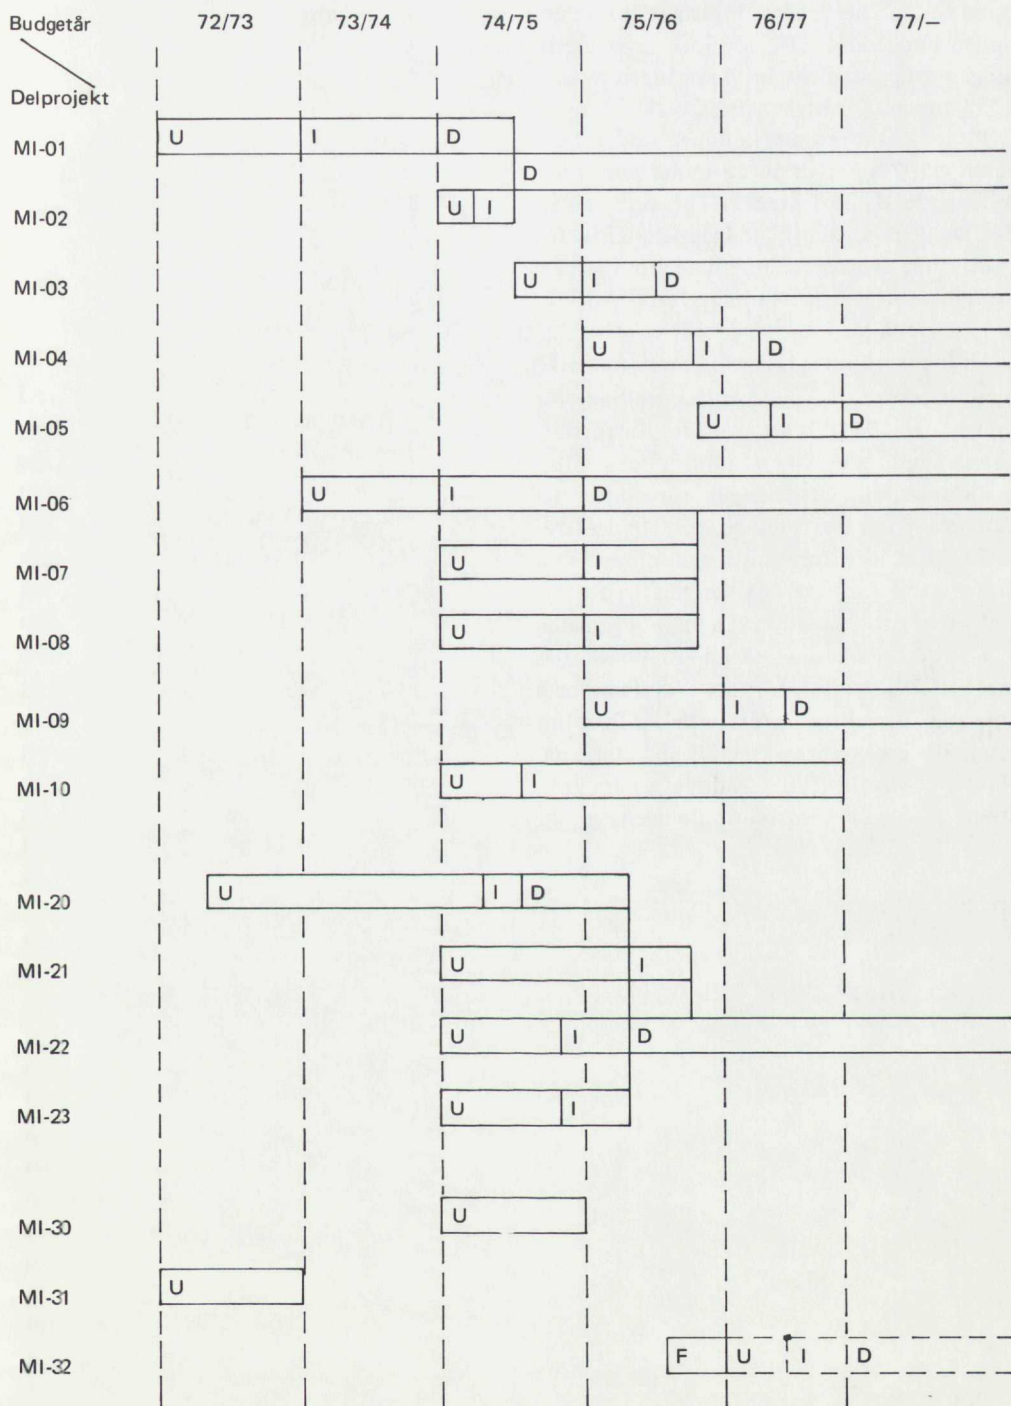 Budgetår 72/73 73/74 74/75 75/76 76/77 77/—
Delprojekt
MI-01 U I D
D
MI-02 U I
MI-03 U I D
MI-04 U I D
MI-05 U I D
MI-06 U I D
MI-07 U I
MI-08 U I
MI-09 U I D
MI-10 U I
MI-20 U I D
MI-21 U I
MI-22 U I D
MI-23 U I
MI-30 U
MI-31 U
MI-32 F U I D